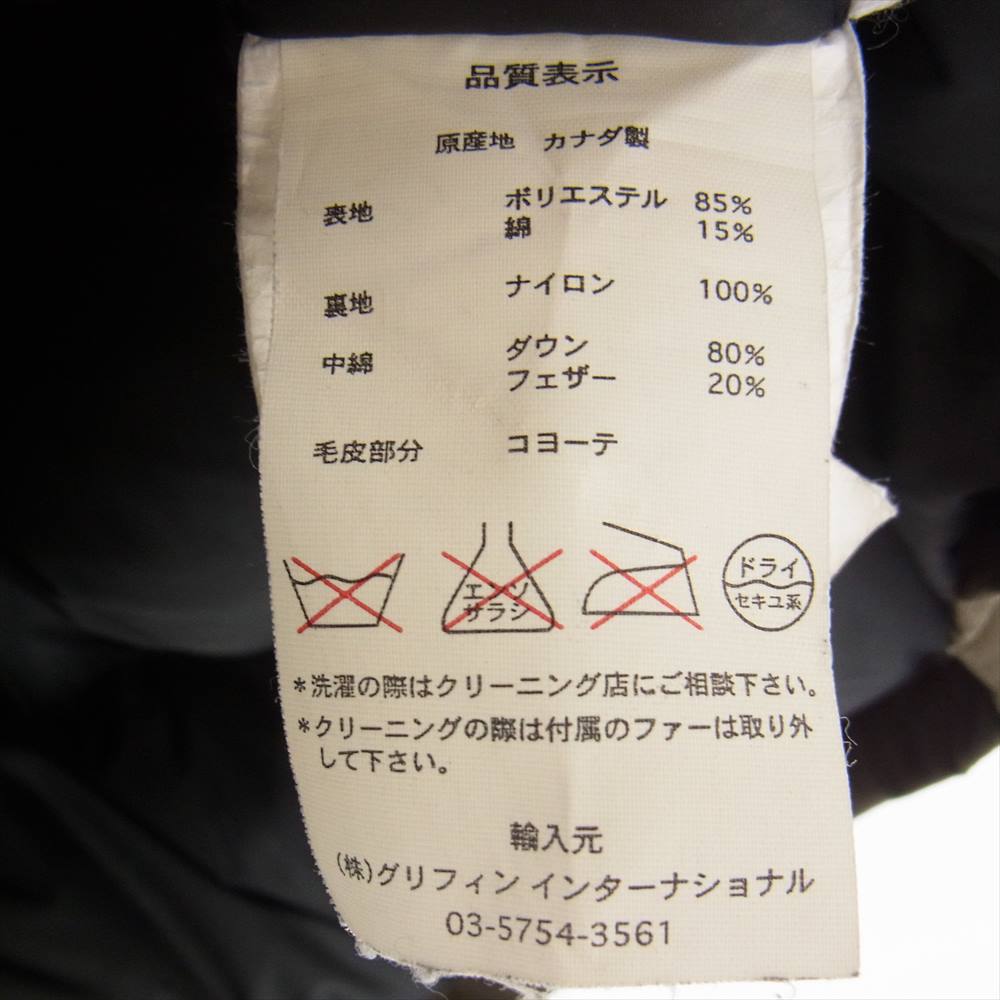 品質表示
原産地 カナダ製
表地 ポリエステル 85%
綿 15%
裏地 ナイロン 100%
中綿 ダウン 80%
フェザー 20%
毛皮部分 コヨーテ
エンソ
サラシ
ドライ
セキユ系
*洗濯の際はクリーニング店にご相談下さい。
*クリーニングの際は付属のファーは取り外
して下さい。
輸入元
(株)グリフィン インターナショナル
03-5754-3561